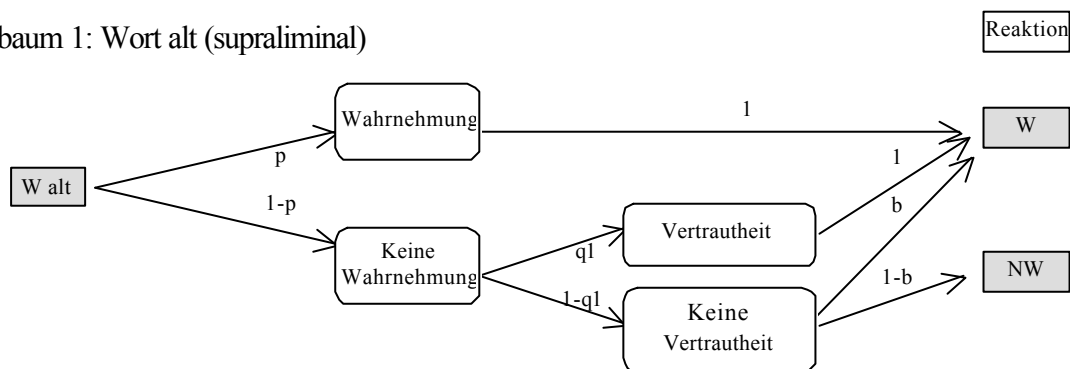 baum 1: Wort alt (supraliminal)
Reaktion
Wahrnehmung
1
W
p
1
W alt
b
1-p
Vertrautheit
Keine
Wahrnehmung
q1
NW
1-b
1-q1
Keine
Vertrautheit